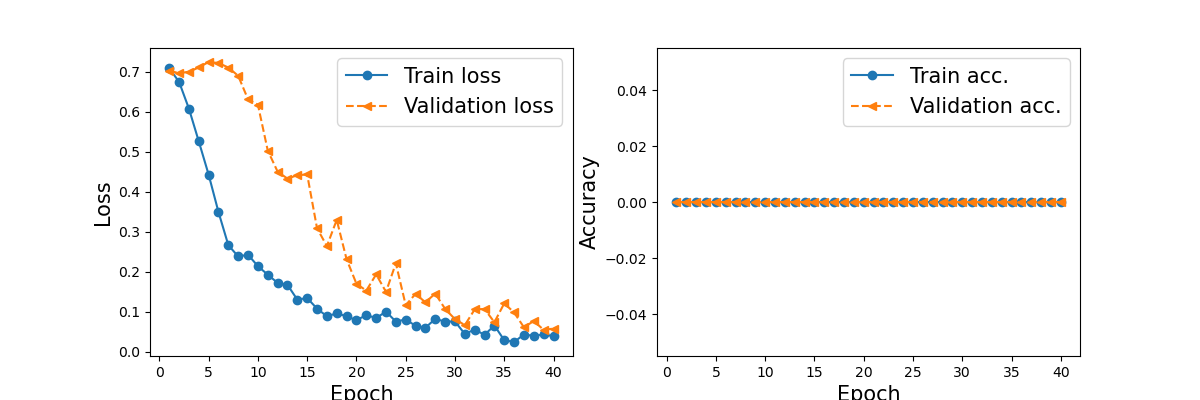 0.7
0.6
0.5
0.4
0.3
0.2
0.1
0.0
Loss
0 5 10 15 20 25 30 35 40
Epoch
Train loss
Validation loss
0.04
0.02
0.00
−0.02
−0.04
Accuracy
0 5 10 15 20 25 30 35 40
Epoch
Train acc.
Validation acc.